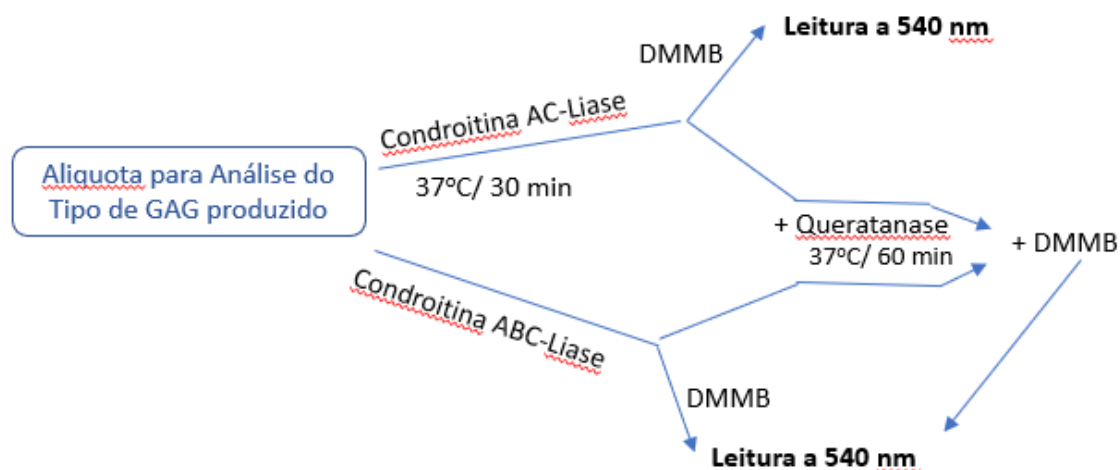 Leitura a 540 nm
DMMB
Condroitina AC-Liase
37ºC/ 30 min
Aliquota para Análise do
Tipo de GAG produzido
+ Queratanase
37ºC/ 60 min
+ DMMB
Condroitina ABC-Liase
DMMB
Leitura a 540 nm